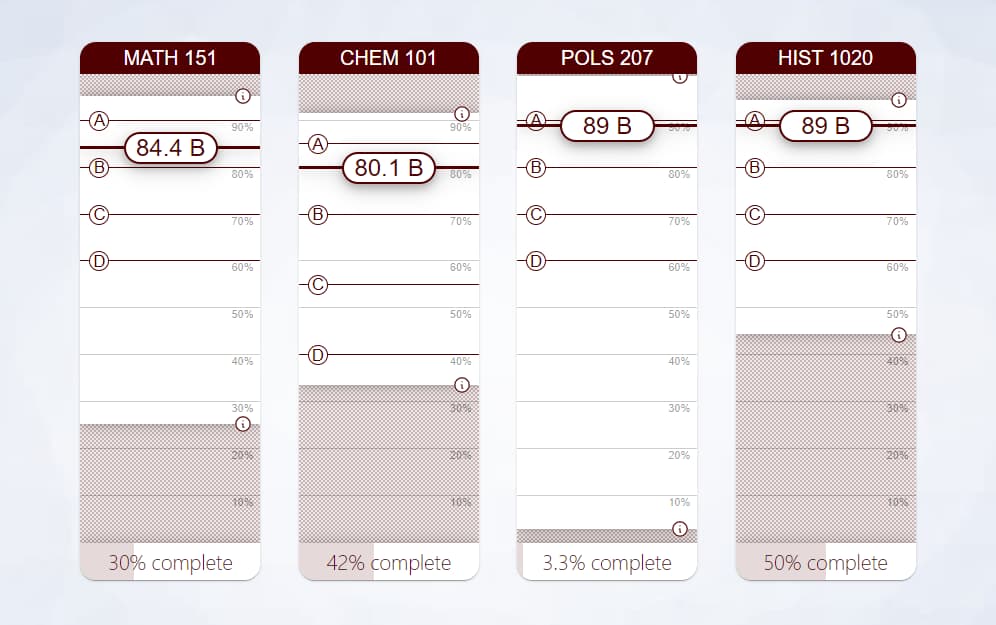 MATH 151
A
90%
84.4 B
B
80%
C
70%
D
60%
50%
40%
30%
20%
10%
30% complete
CHEM 101
90%
A
80.1 B
80%
B
70%
60%
C
50%
D
40%
30%
20%
10%
42% complete
POLS 207
A
89 B
90%
B
80%
C
70%
D
60%
50%
40%
30%
20%
10%
3.3% complete
HIST 1020
A
89 B
90%
B
80%
C
70%
D
60%
50%
40%
30%
20%
10%
50% complete